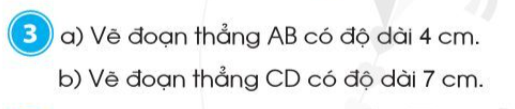 3 a) Vẽ đoạn thẳng AB có độ dài 4 cm.
b) Vẽ đoạn thẳng CD có độ dài 7 cm.